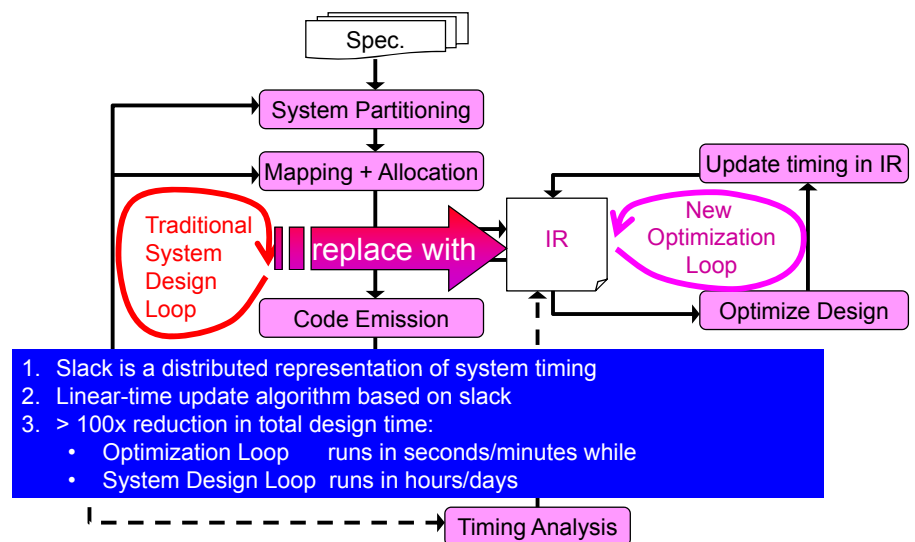 Spec.
System Partitioning
Mapping + Allocation
Update timing in IR
Traditional
System
Design
Loop
replace with
IR
New
Optimization
Loop
Code Emission
Optimize Design
1. Slack is a distributed representation of system timing
2. Linear-time update algorithm based on slack
3. > 100x reduction in total design time:
• Optimization Loop runs in seconds/minutes while
• System Design Loop runs in hours/days
Timing Analysis